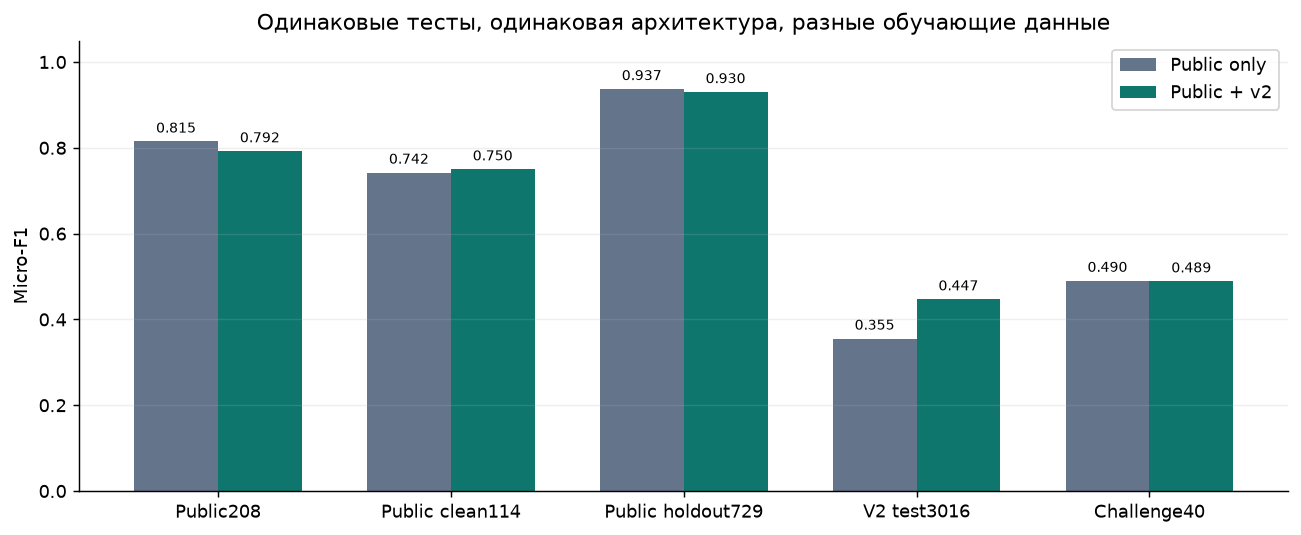 Одинаковые тесты, одинаковая архитектура, разные обучающие данные
Public only
Public + v2
Micro-F1
1.0
0.8
0.6
0.4
0.2
0.0
0.815
0.792
0.742
0.750
0.937
0.930
0.355
0.447
0.490
0.489
Public208
Public clean114
Public holdout729
V2 test3016
Challenge40